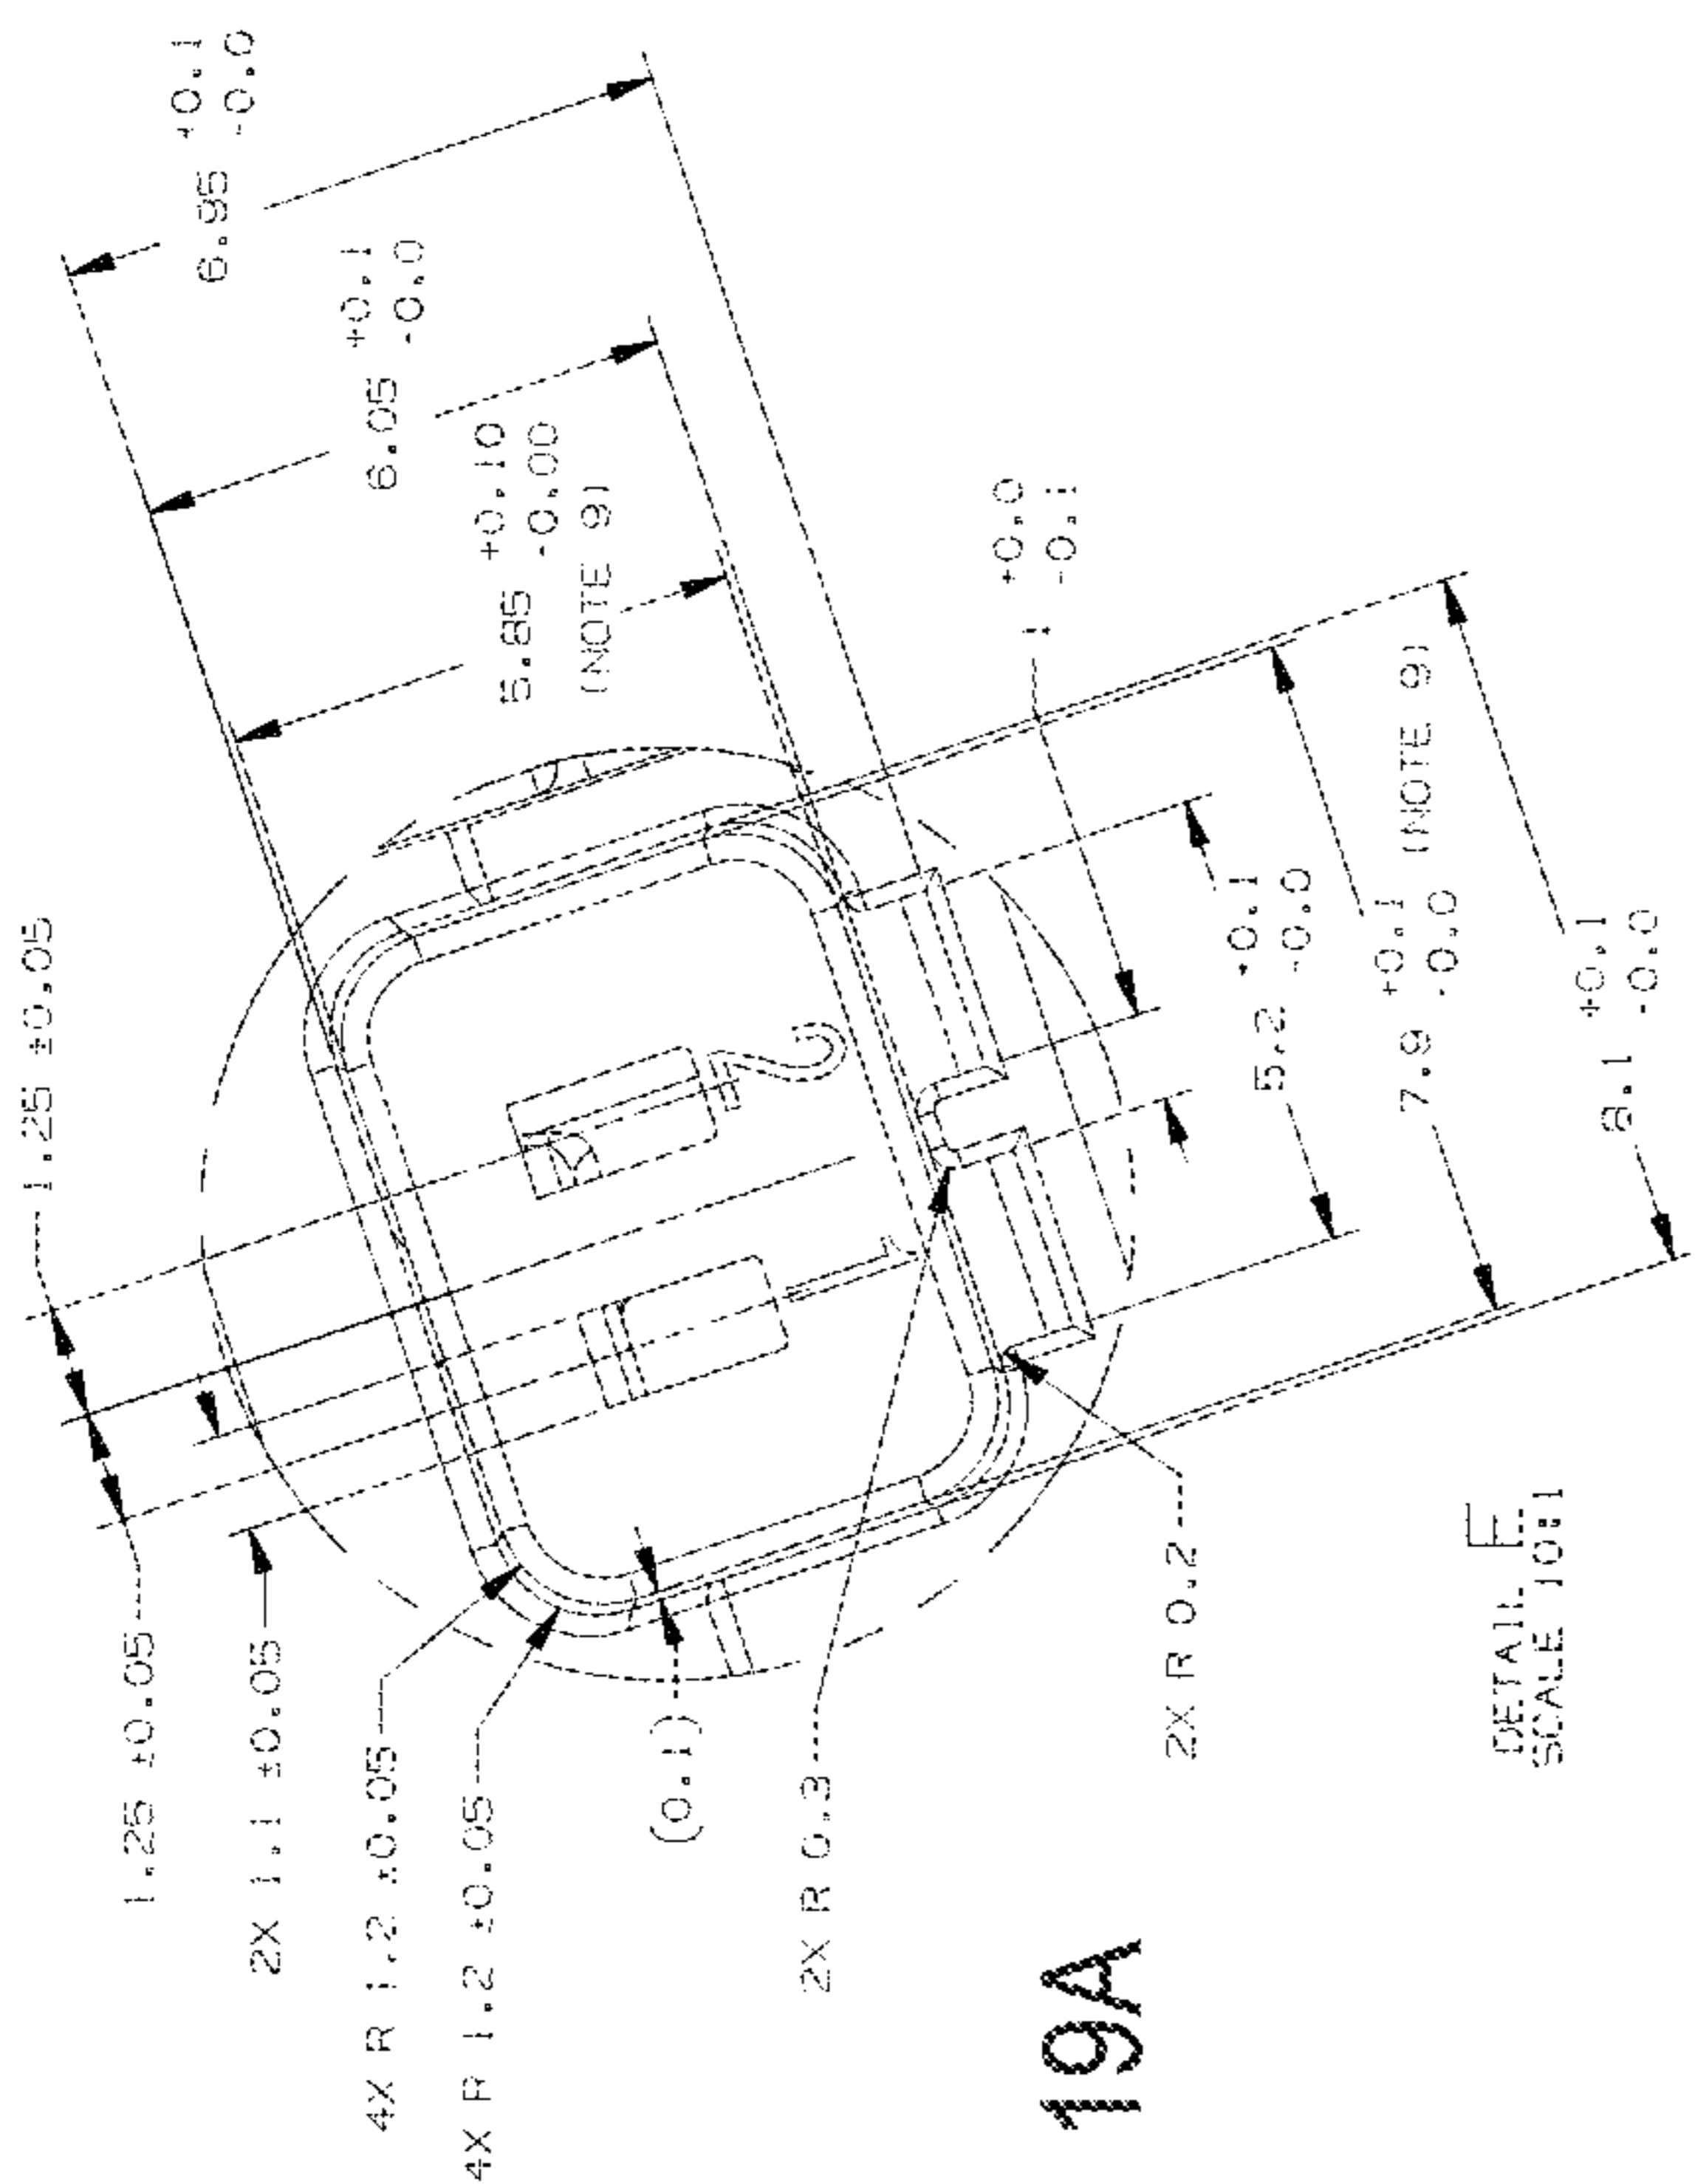 1.25 ±0.05
1.25 ±0.05
2X 1.1 ±0.05
4X R 1.2 ±0.05
4X R 1.2 ±0.05
(0.1)
2X R 0.3
2X R 0.2
6.95 +0.1
-0.0
6.05 +0.1
-0.0
5.85 +0.10
-0.00
(NOTE 9)
1 +0.0
-0.1
5.2 +0.1
-0.0
7.9 +0.1 (NOTE 9)
-0.0
8.1 +0.1
-0.0
DETAIL E
SCALE 10:1
19A